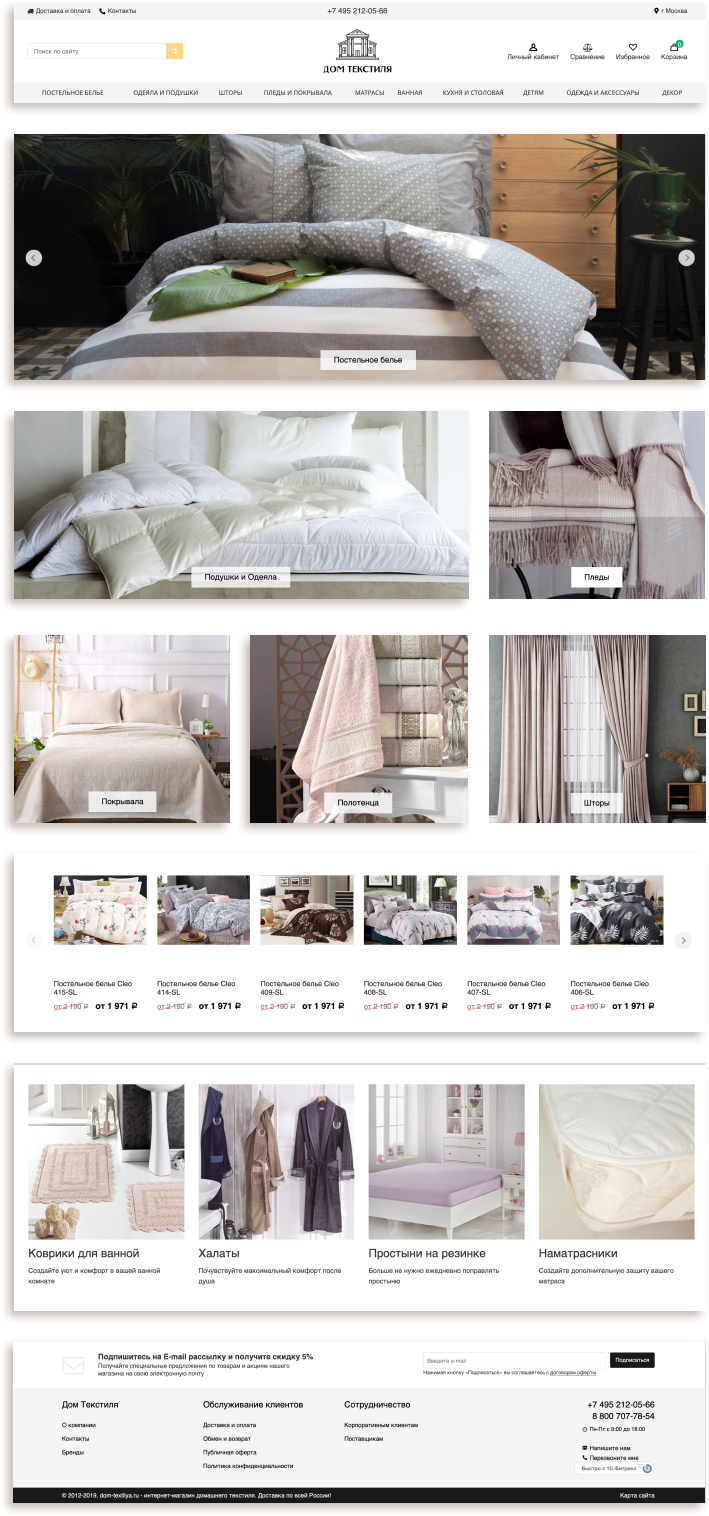 Доставка и оплата
Контакты
+7 495 212-05-66
г Москва
Поиск по сайту
ДОМ ТЕКСТИЛЯ
Личный кабинет
Сравнение
Избранное
0
Корзина
ПОСТЕЛЬНОЕ БЕЛЬЕ
ОДЕЯЛА И ПОДУШКИ
ШТОРЫ
ПЛЕДЫ И ПОКРЫВАЛА
МАТРАСЫ
ВАННАЯ
КУХНЯ И СТОЛОВАЯ
ДЕТЯМ
ОДЕЖДА И АКСЕССУАРЫ
ДЕКОР
Постельное белье
Подушки и Одеяла
Пледы
Покрывала
Полотенца
Шторы
Постельное белье Cleo
415-SL
от 2 190 ₽ от 1 971 ₽
Постельное белье Cleo
414-SL
от 2 190 ₽ от 1 971 ₽
Постельное белье Cleo
409-SL
от 2 190 ₽ от 1 971 ₽
Постельное белье Cleo
408-SL
от 2 190 ₽ от 1 971 ₽
Постельное белье Cleo
407-SL
от 2 190 ₽ от 1 971 ₽
Постельное белье Cleo
406-SL
от 2 190 ₽ от 1 971 ₽
Коврики для ванной
Создайте уют и комфорт в вашей ванной
комнате
Халаты
Почувствуйте максимальный комфорт после
душа
Простыни на резинке
Больше не нужно ежедневно поправлять
простыню
Наматрасники
Создайте дополнительную защиту вашего
матраса
Подпишитесь на E-mail рассылку и получите скидку 5%
Получайте специальные предложения по товарам и акциям нашего
магазина на свою электронную почту
Введите e-mail
Подписаться
Нажимая кнопку «Подписаться» вы соглашаетесь с договором оферты
Дом Текстиля
О компании
Контакты
Бренды
Обслуживание клиентов
Доставка и оплата
Обмен и возврат
Публичная оферта
Политика конфиденциальности
Сотрудничество
Корпоративным клиентам
Поставщикам
+7 495 212-05-66
8 800 707-78-54
Пн-Пт с 9:00 до 18:00
Напишите нам
Перезвоните мне
Быстро с 1С-Битрикс
© 2012-2019. dom-textilya.ru - интернет-магазин домашнего текстиля. Доставка по всей России!
Карта сайта